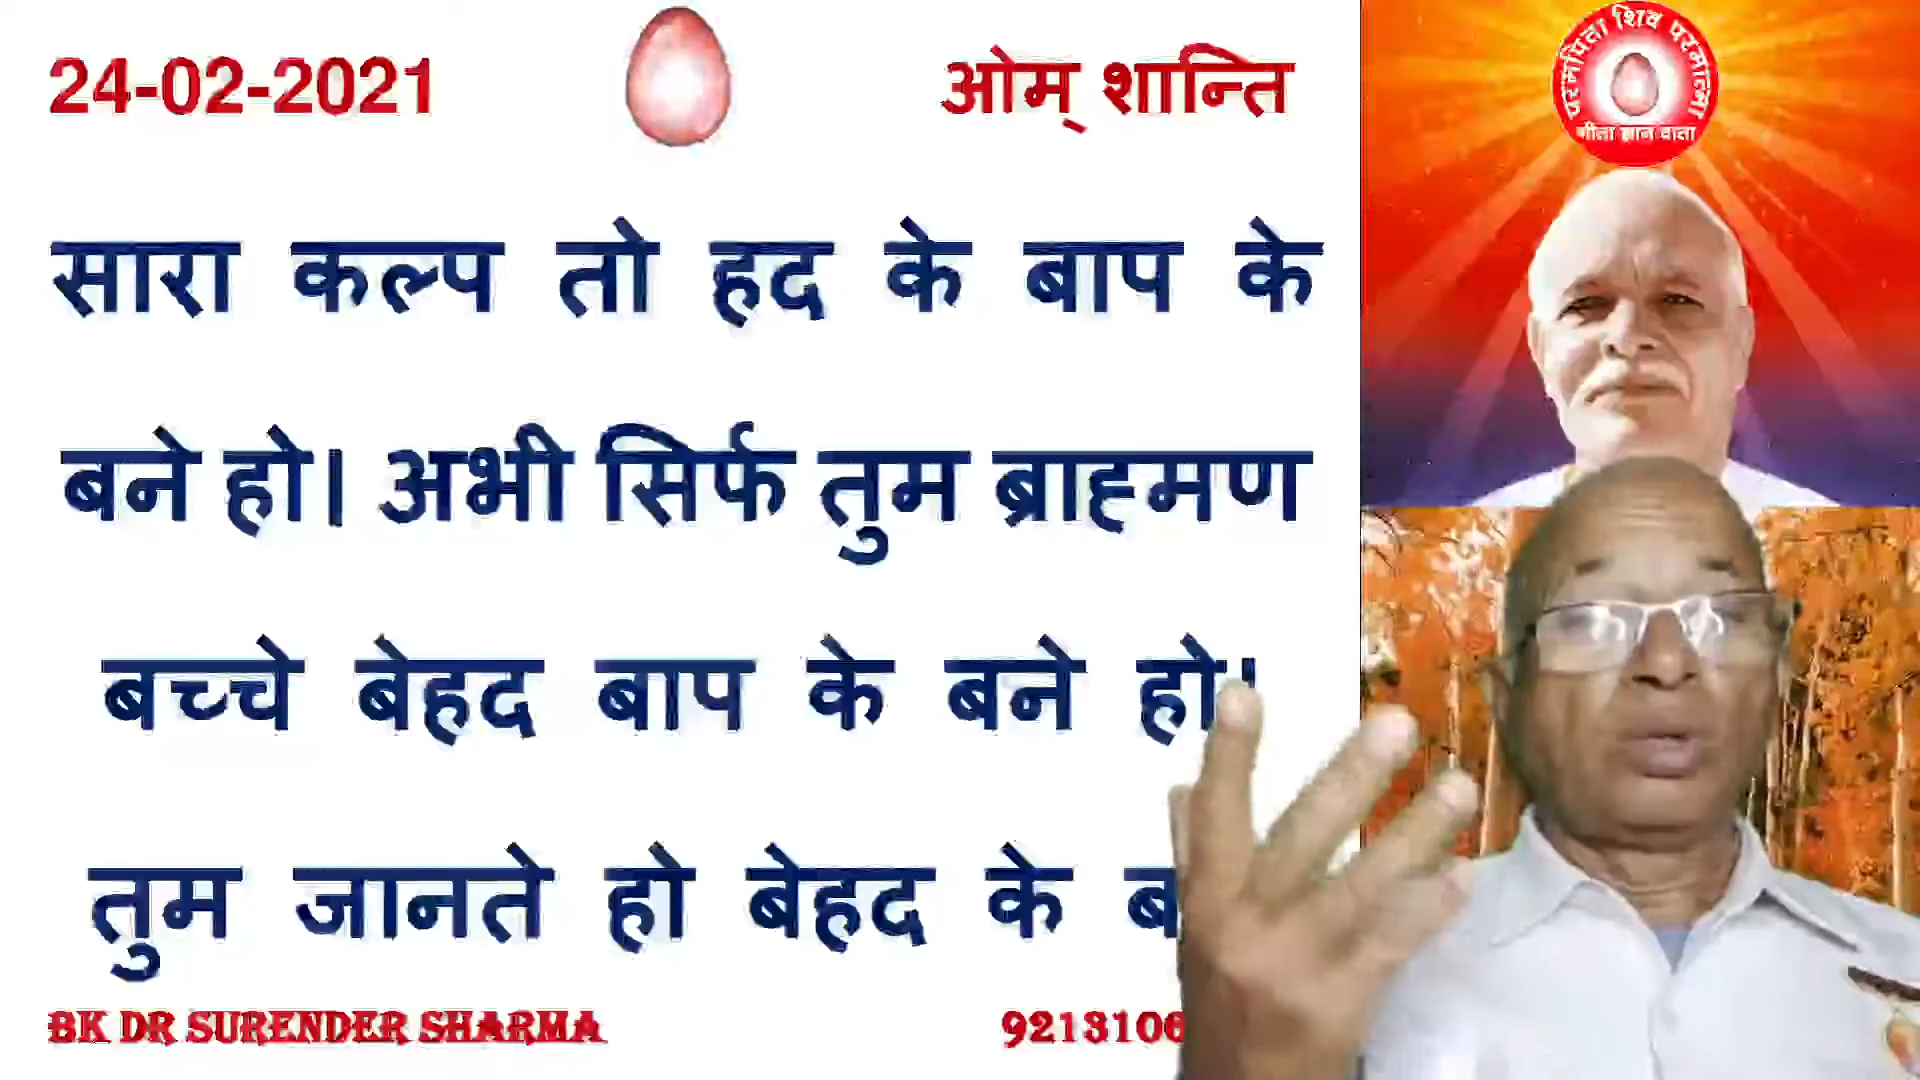 24-02-2021
ओम् शान्ति
परमपिता शिव परमात्मा
गीता ज्ञान दाता
सारा कल्प तो हद के बाप के
बने हो। अभी सिर्फ तुम ब्राह्मण
बच्चे बेहद बाप के बने हो।
तुम जानते हो बेहद के
BK DR SURENDER SHARMA